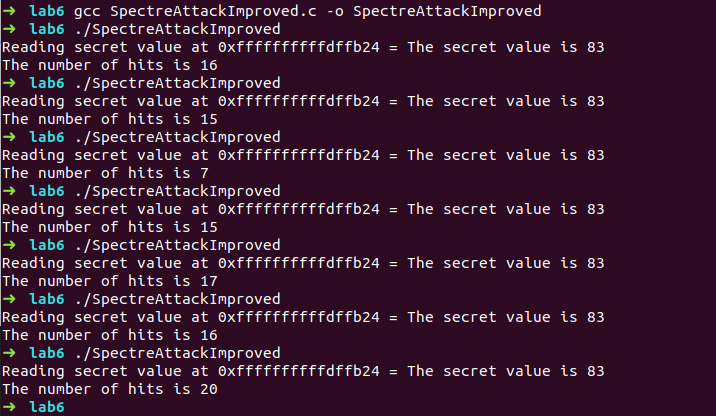 ➜ lab6 gcc SpectreAttackImproved.c -o SpectreAttackImproved
➜ lab6 ./SpectreAttackImproved
Reading secret value at 0xffffffffffdffb24 = The secret value is 83
The number of hits is 16
➜ lab6 ./SpectreAttackImproved
Reading secret value at 0xffffffffffdffb24 = The secret value is 83
The number of hits is 15
➜ lab6 ./SpectreAttackImproved
Reading secret value at 0xffffffffffdffb24 = The secret value is 83
The number of hits is 7
➜ lab6 ./SpectreAttackImproved
Reading secret value at 0xffffffffffdffb24 = The secret value is 83
The number of hits is 15
➜ lab6 ./SpectreAttackImproved
Reading secret value at 0xffffffffffdffb24 = The secret value is 83
The number of hits is 17
➜ lab6 ./SpectreAttackImproved
Reading secret value at 0xffffffffffdffb24 = The secret value is 83
The number of hits is 16
➜ lab6 ./SpectreAttackImproved
Reading secret value at 0xffffffffffdffb24 = The secret value is 83
The number of hits is 20
➜ lab6